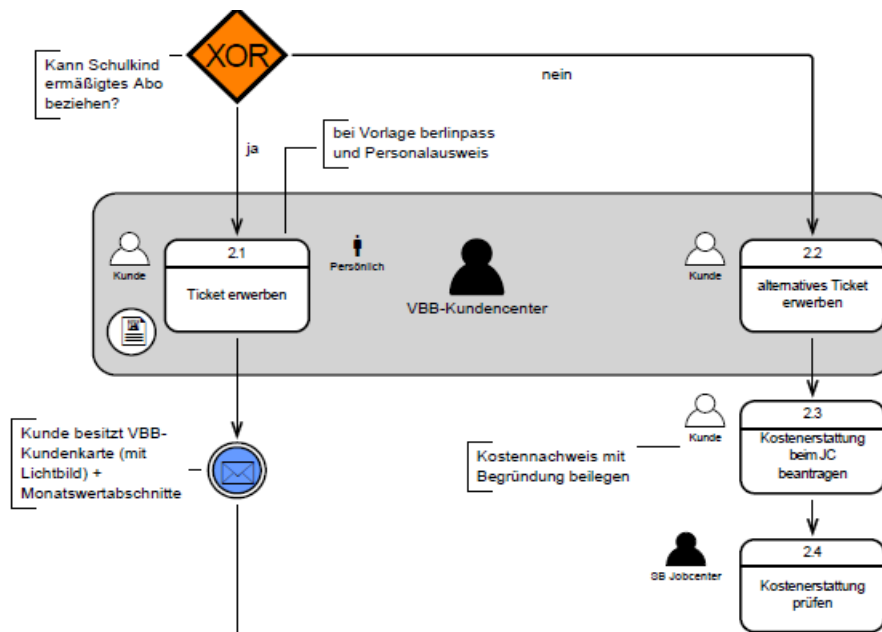 XOR
Kann Schulkind
ermäßigtes Abo
beziehen?
nein
ja
bei Vorlage berlinpass
und Personalausweis
Kunde
2.1
Ticket erwerben
Persönlich
VBB-Kundencenter
Kunde
2.2
alternatives Ticket
erwerben
Kunde besitzt VBB-
Kundenkarte (mit
Lichtbild) +
Monatswertabschnitte
Kunde
2.3
Kostenerstattung
beim JC
beantragen
Kostennachweis mit
Begründung beilegen
SB Jobcenter
2.4
Kostenerstattung
prüfen